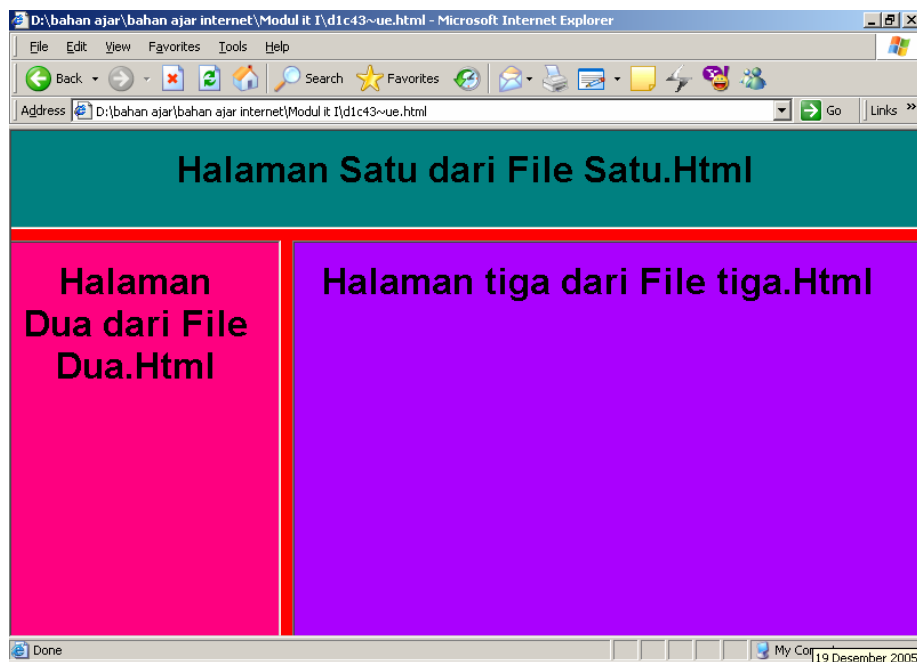 D:\bahan ajar\bahan ajar internet\Modul it I\d1c43~ue.html - Microsoft Internet Explorer
File Edit View Favorites Tools Help
Back Search Favorites
Address D:\bahan ajar\bahan ajar internet\Modul it I\d1c43~ue.html Go Links »
Halaman Satu dari File Satu.Html
Halaman
Dua dari File
Dua.Html
Halaman tiga dari File tiga.Html
Done My
19 Desember 2005